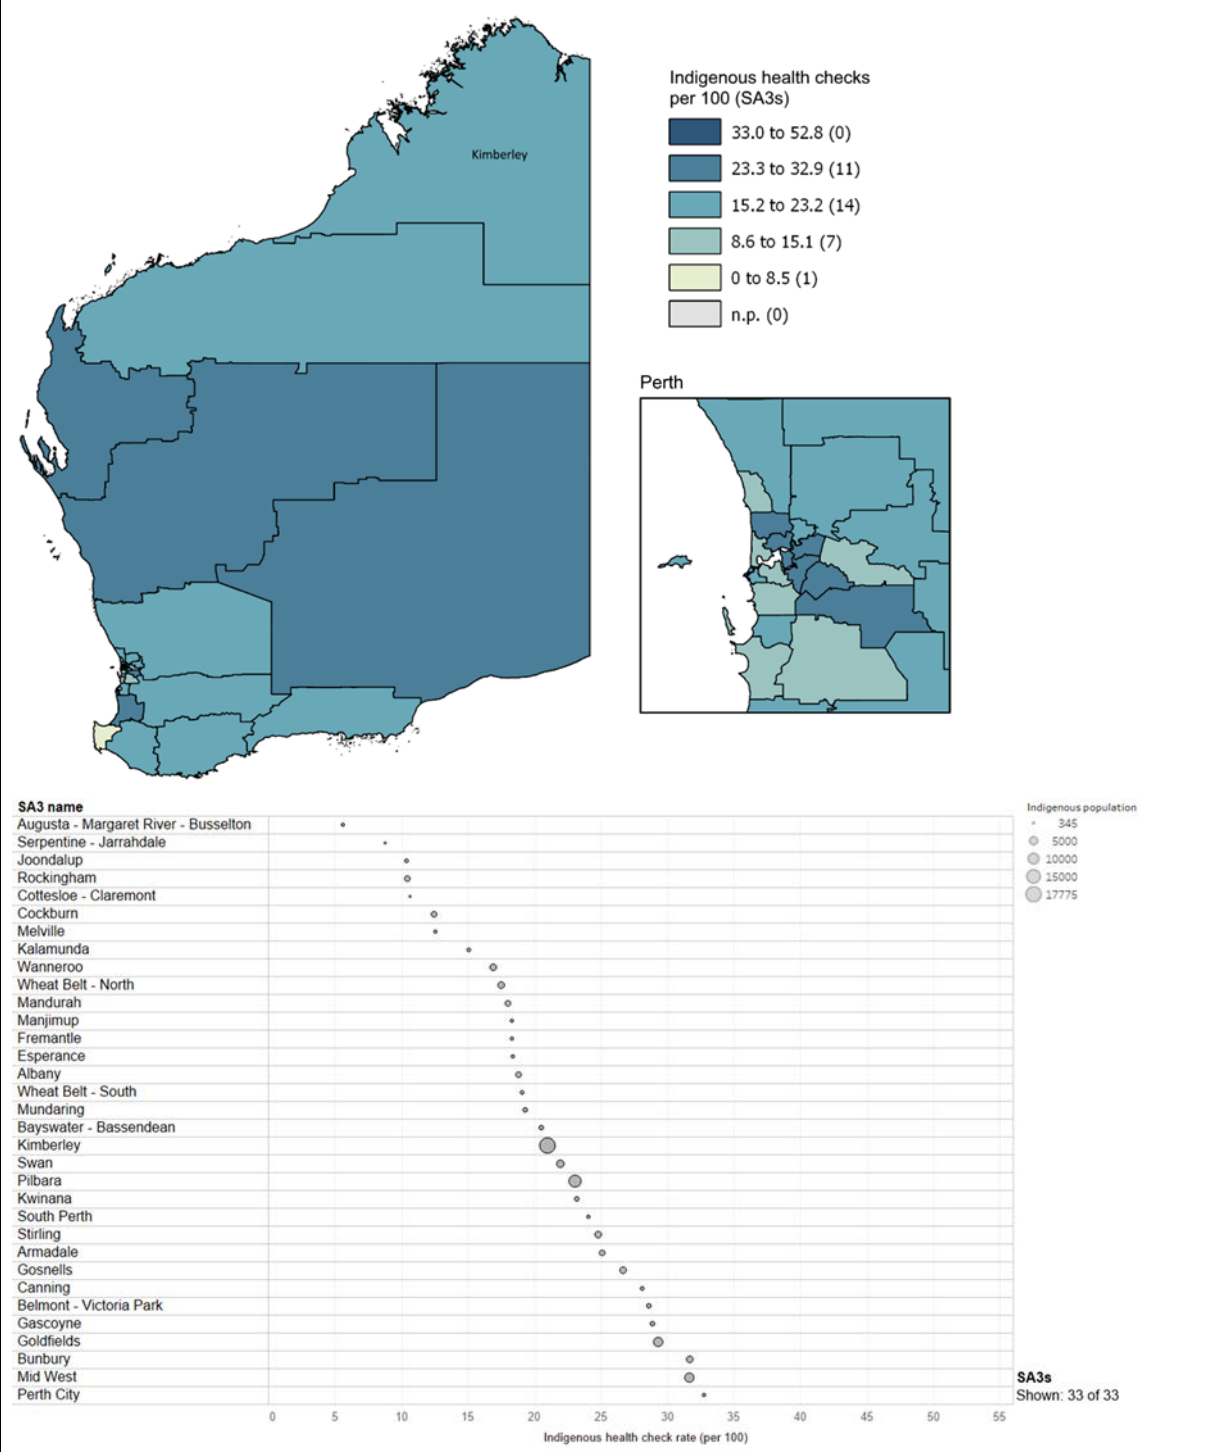 Kimberley
Indigenous health checks
per 100 (SA3s)
33.0 to 52.8 (0)
23.3 to 32.9 (11)
15.2 to 23.2 (14)
8.6 to 15.1 (7)
0 to 8.5 (1)
n.p. (0)
Perth
SA3 name
Augusta - Margaret River - Busselton
Serpentine - Jarrahdale
Joondalup
Rockingham
Cottesloe - Claremont
Cockburn
Melville
Kalamunda
Wanneroo
Wheat Belt - North
Mandurah
Manjimup
Fremantle
Esperance
Albany
Wheat Belt - South
Mundaring
Bayswater - Bassendean
Kimberley
Swan
Pilbara
Kwinana
South Perth
Stirling
Armadale
Gosnells
Canning
Belmont - Victoria Park
Gascoyne
Goldfields
Bunbury
Mid West
Perth City
0 5 10 15 20 25 30 35 40 45 50 55
Indigenous health check rate (per 100)
Indigenous population
345
5000
10000
15000
17775
SA3s
Shown: 33 of 33